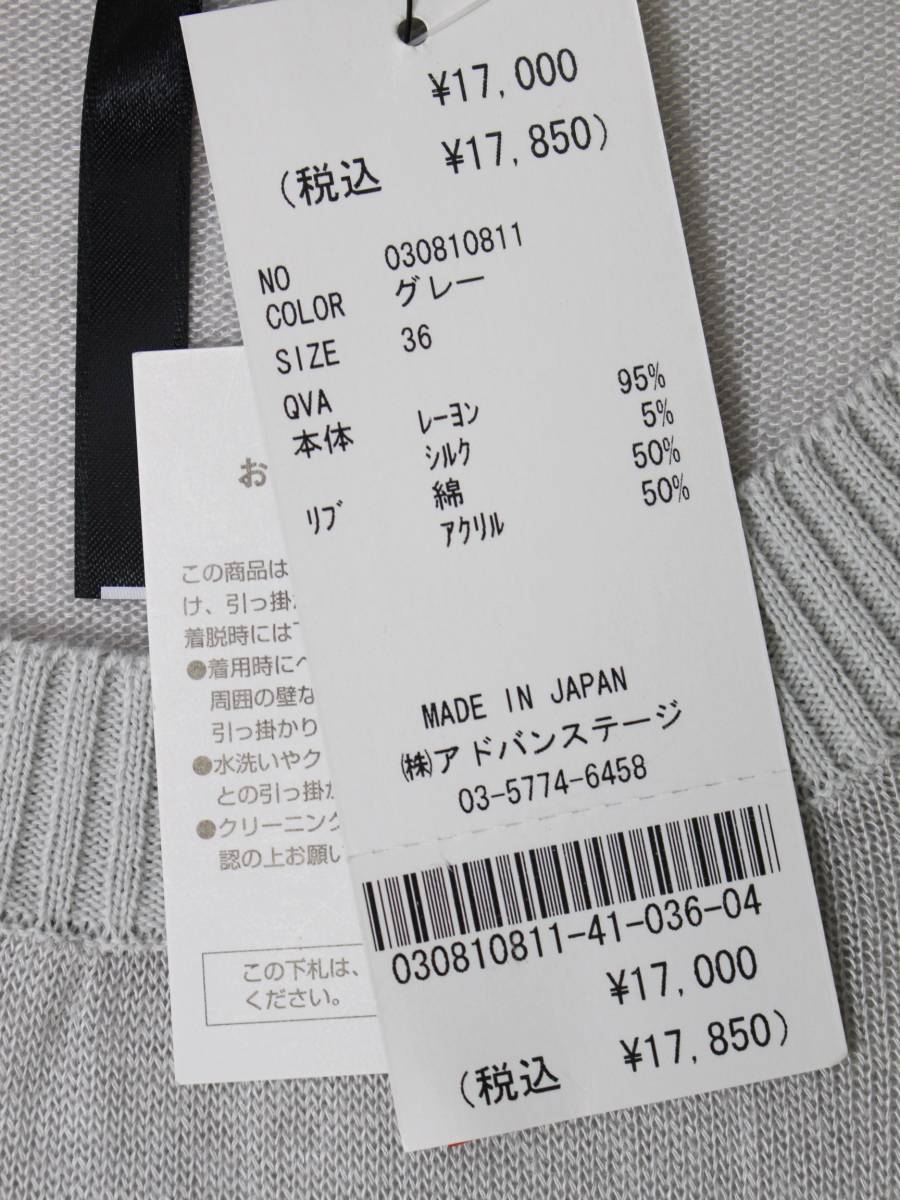 ¥17,000
(税込 ¥17,850)
NO 030810811
COLOR グレー
SIZE 36
QVA
本体 レーヨン 95%
シルク 5%
リブ 綿 50%
アクリル 50%
MADE IN JAPAN
㈱アドバンステージ
03-5774-6458
030810811-41-036-04
¥17,000
(税込 ¥17,850)
お
この商品は
け、引っ掛
着脱時には
●着用時に
周囲の壁な
引っ掛かり
●水洗いやク
との引っ掛
●クリーニング
認の上お願い
この下札は、
ください。